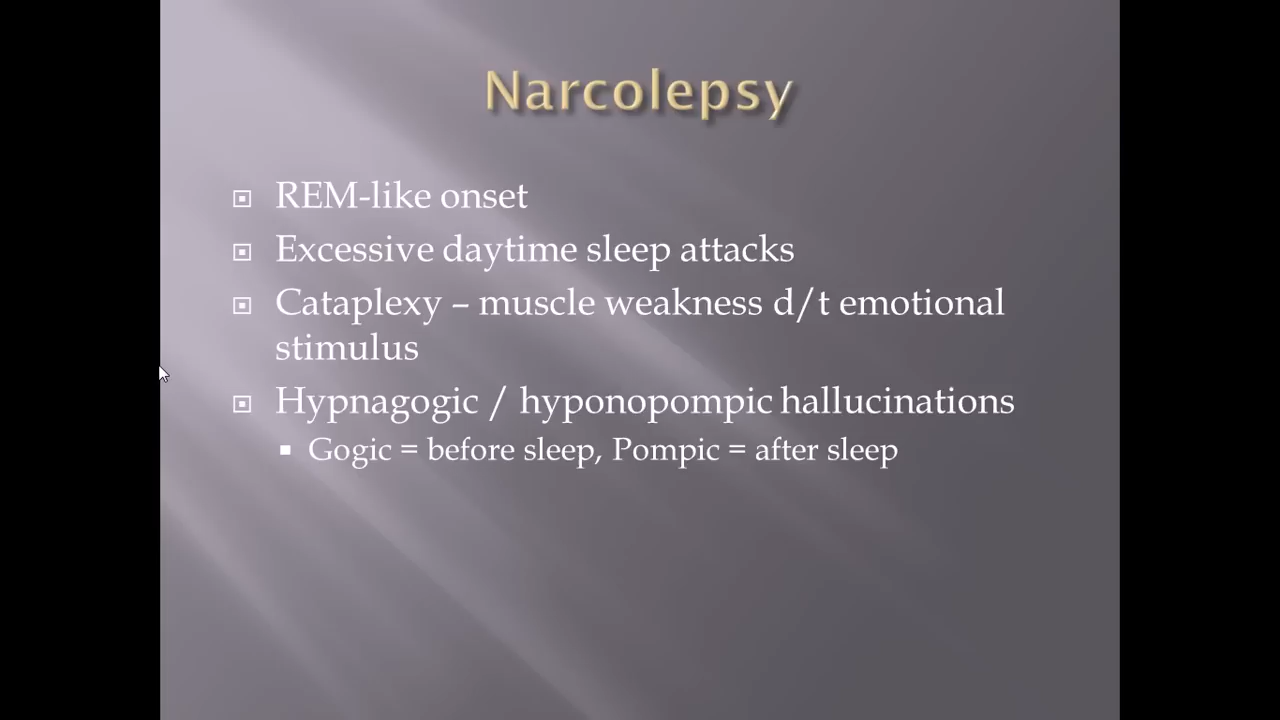 Narcolepsy
REM-like onset
Excessive daytime sleep attacks
Cataplexy – muscle weakness d/t emotional
stimulus
Hypnagogic / hyponopompic hallucinations
Gogic = before sleep, Pompic = after sleep